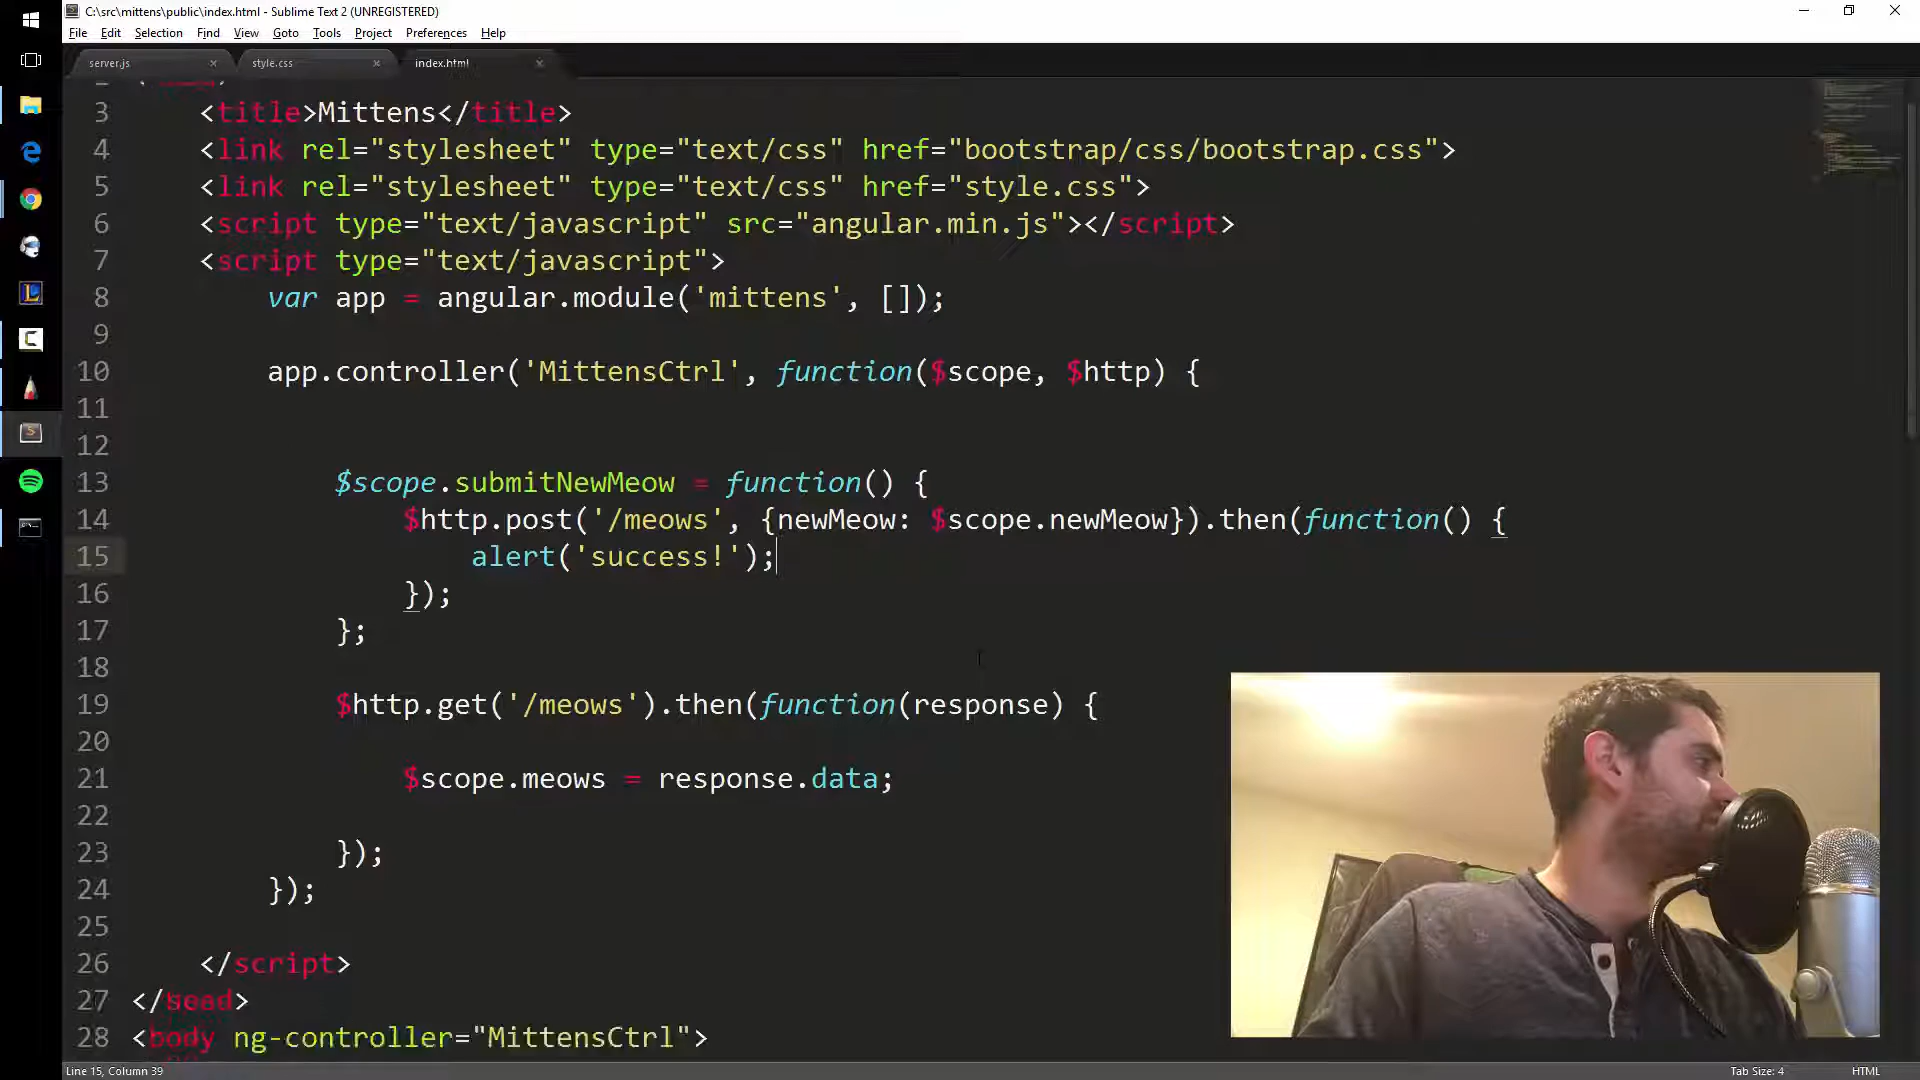 C:\src\mittens\public\index.html - Sublime Text 2 (UNREGISTERED)
File Edit Selection Find View Goto Tools Project Preferences Help
server.js style.css index.html
3 <title>Mittens</title>
4 <link rel="stylesheet" type="text/css" href="bootstrap/css/bootstrap.css">
5 <link rel="stylesheet" type="text/css" href="style.css">
6 <script type="text/javascript" src="angular.min.js"></script>
7 <script type="text/javascript">
8 var app = angular.module('mittens', []);
9
10 app.controller('MittensCtrl', function($scope, $http) {
11
12
13 $scope.submitNewMeow = function() {
14 $http.post('/meows', {newMeow: $scope.newMeow}).then(function() {
15 alert('success!');
16 });
17 };
18
19 $http.get('/meows').then(function(response) {
20
21 $scope.meows = response.data;
22
23 });
24 });
25
26 </script>
27
28 <body ng-controller="MittensCtrl">
Line 15, Column 39 Tab Size: 4 HTML